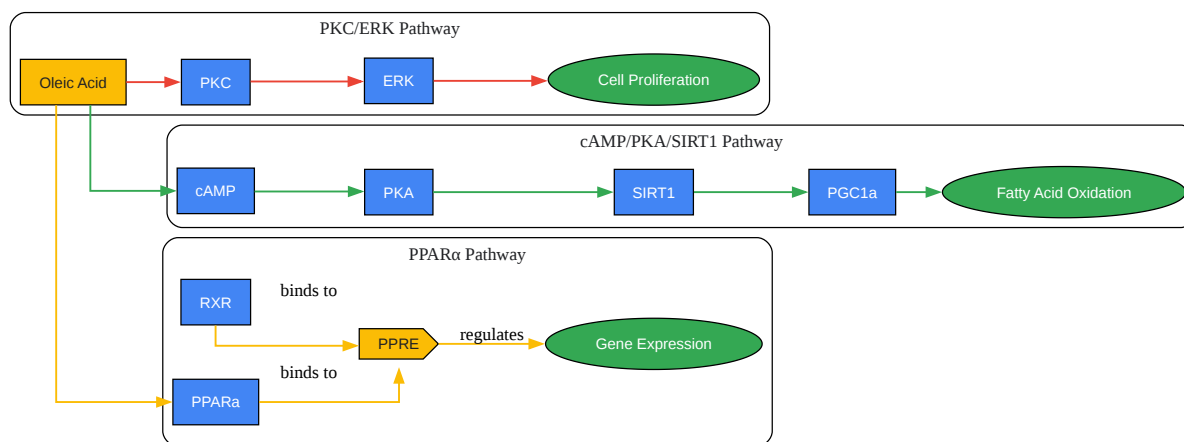 PKC/ERK Pathway
Oleic Acid
PKC
ERK
Cell Proliferation
cAMP/PKA/SIRT1 Pathway
cAMP
PKA
SIRT1
PGC1a
Fatty Acid Oxidation
PPARα Pathway
RXR
binds to
PPRE
regulates
Gene Expression
binds to
PPARa